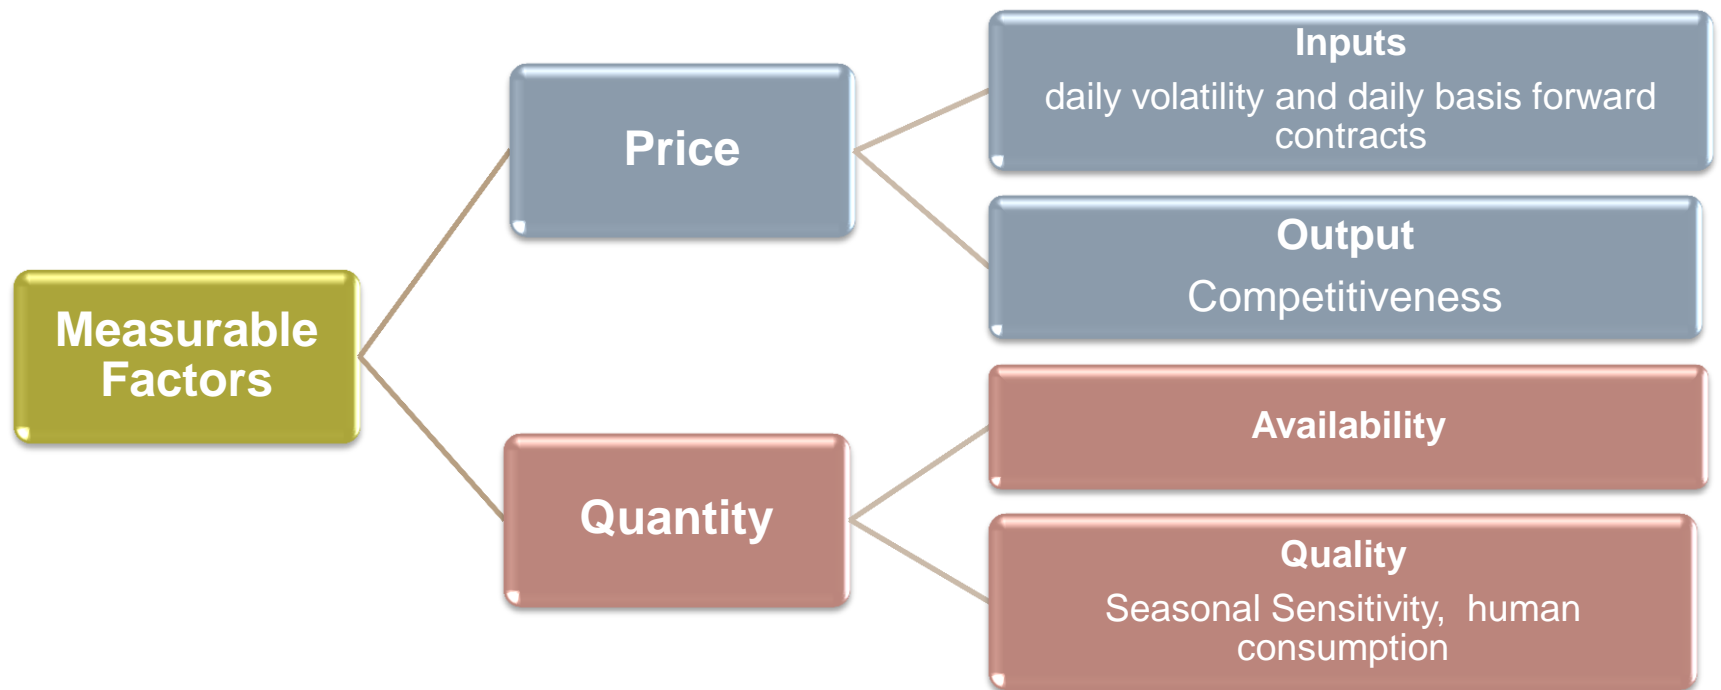 Measurable
Factors
Price
Inputs
daily volatility and daily basis forward
contracts
Output
Competitiveness
Quantity
Availability
Quality
Seasonal Sensitivity,  human
consumption